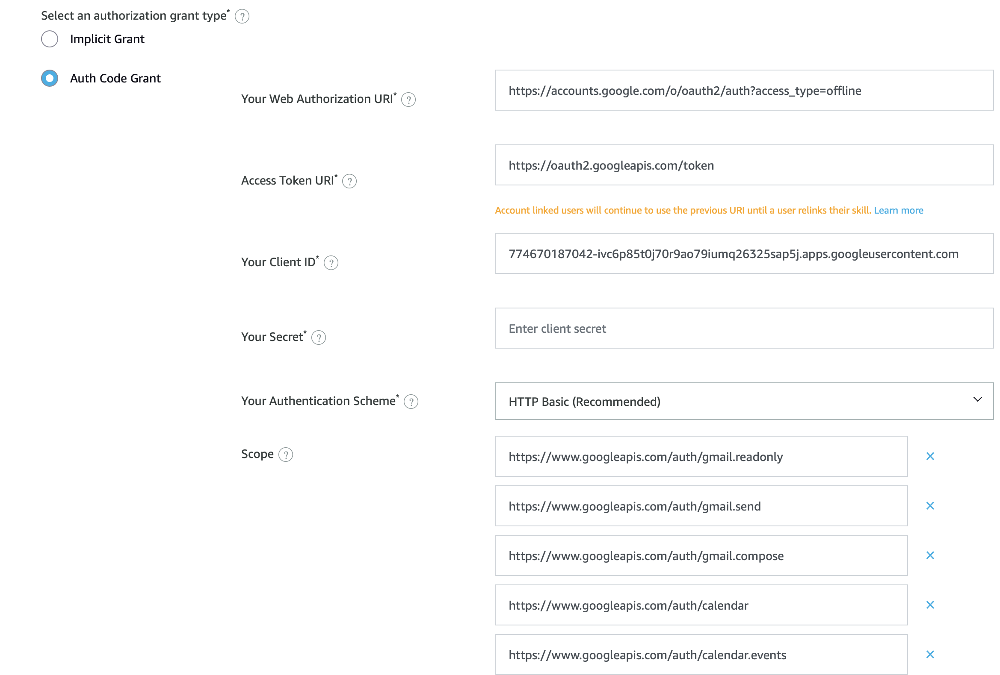 Select an authorization grant type* ?
Implicit Grant
Auth Code Grant
Your Web Authorization URI* ?
https://accounts.google.com/o/oauth2/auth?access_type=offline
Access Token URI* ?
https://oauth2.googleapis.com/token
Account linked users will continue to use the previous URI until a user relinks their skill. Learn more
Your Client ID* ?
774670187042-ivc6p85t0j70r9ao79iumq26325sap5j.apps.googleusercontent.com
Your Secret* ?
Enter client secret
Your Authentication Scheme* ?
HTTP Basic (Recommended)
Scope ?
https://www.googleapis.com/auth/gmail.readonly
https://www.googleapis.com/auth/gmail.send
https://www.googleapis.com/auth/gmail.compose
https://www.googleapis.com/auth/calendar
https://www.googleapis.com/auth/calendar.events